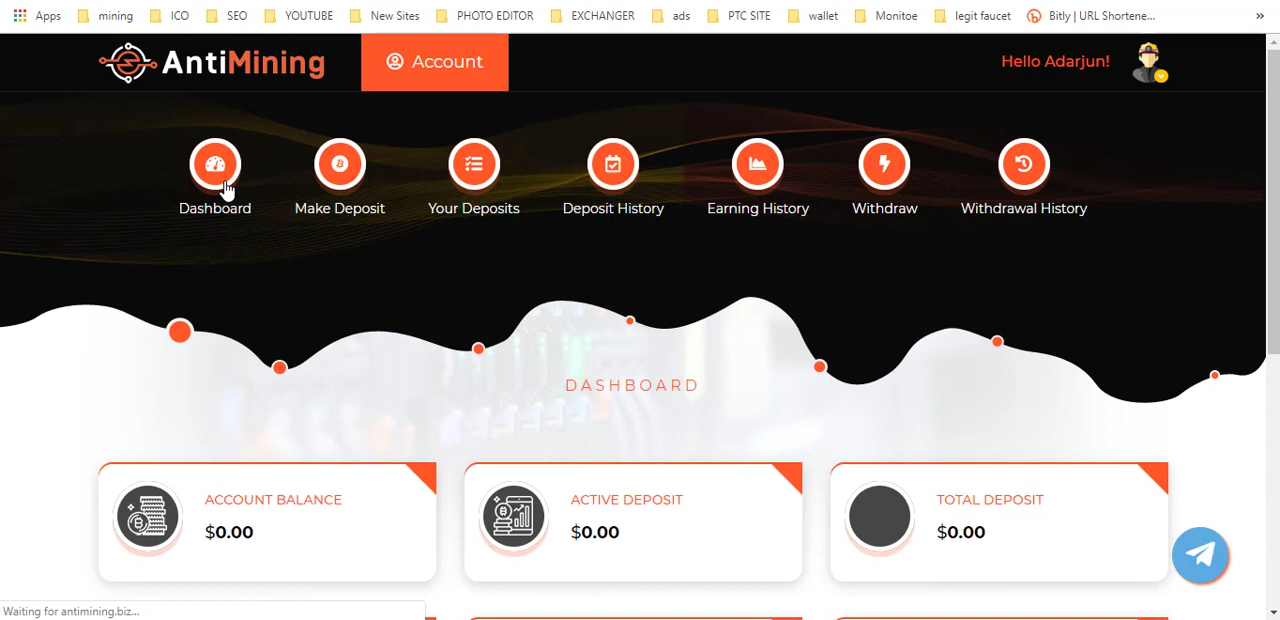 Apps mining ICO SEO YOUTUBE New Sites PHOTO EDITOR EXCHANGER ads PTC SITE wallet Monitoe legit faucet Bitly | URL Shortene... »
AntiMining Account Hello Adarjun!
Dashboard Make Deposit Your Deposits Deposit History Earning History Withdraw Withdrawal History
DASHBOARD
ACCOUNT BALANCE ACTIVE DEPOSIT TOTAL DEPOSIT
$0.00 $0.00 $0.00
Waiting for antimining.biz...